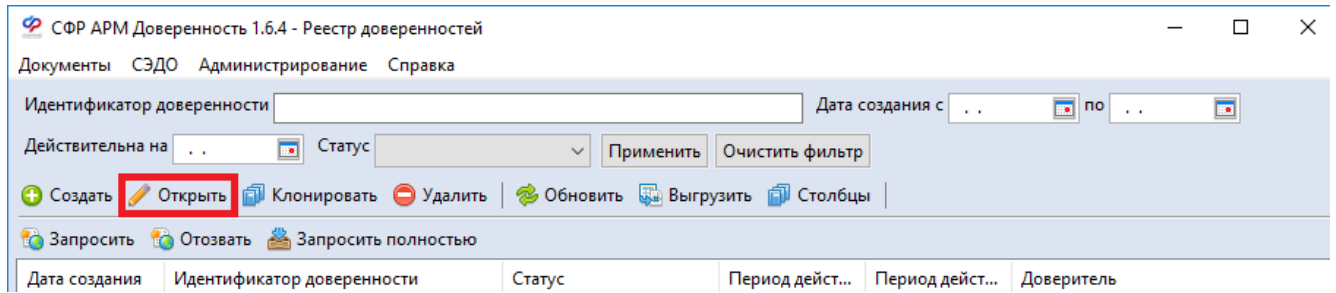 СФР АРМ Доверенность 1.6.4 - Реестр доверенностей
Документы СЭДО Администрирование Справка
Идентификатор доверенности Дата создания с . . по . .
Действительна на . . Статус Применить Очистить фильтр
Создать Открыть Клонировать Удалить Обновить Выгрузить Столбцы
Запросить Отозвать Запросить полностью
Дата создания Идентификатор доверенности Статус Период дейст... Период дейст... Доверитель